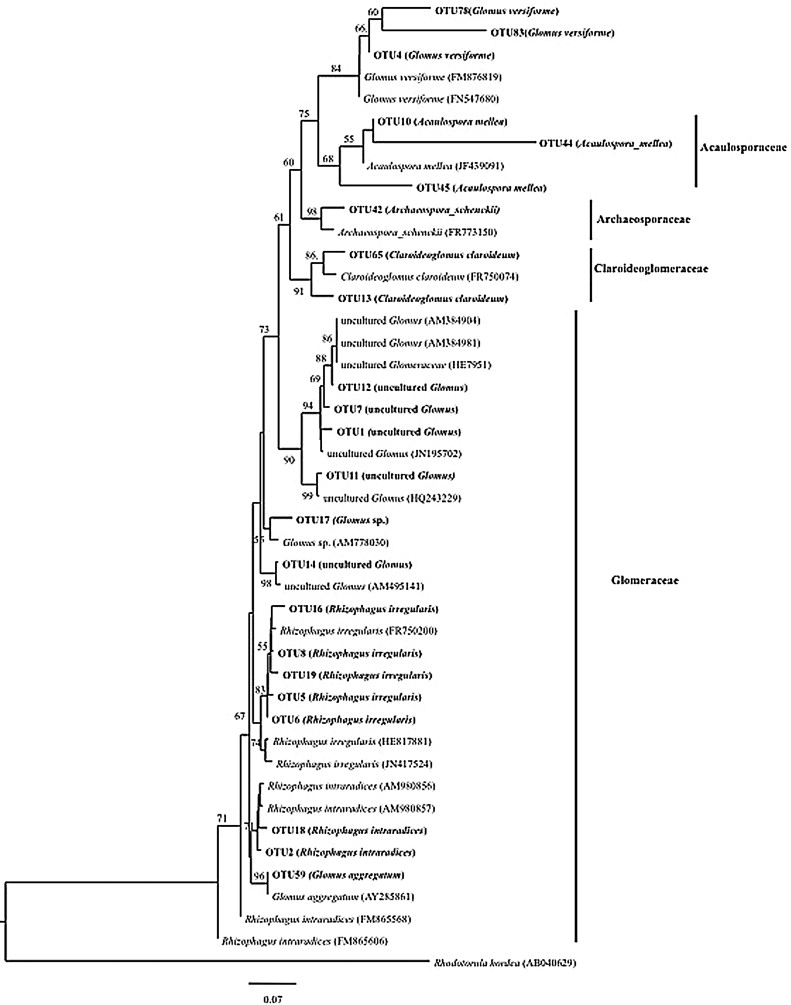 60
OTU78(Glomus versiforme)
OTU83(Glomus versiforme)
66
OTU4 (Glomus versiforme)
84
Glomus versiforme (FM876819)
Glomus versiforme (FN547680)
75
OTU10 (Acaulospora mellea)
55
OTU44 (Acaulospora_mellea)
Acaulosporaceae
68
Acaulospora mellea (JF439091)
60
OTU45 (Acaulospora mellea)
98
OTU42 (Archaeospora_schenckii)
61
Archaeosporaceae
Archaeospora_schenckii (FR773150)
86
OTU65 (Claroideoglomus claroideum)
Claroideoglomeraceae
Claroideoglomus claroideum (FR750074)
91
OTU13 (Claroideoglomus claroideum)
uncultured Glomus (AM384904)
73
86
uncultured Glomus (AM384981)
88
uncultured Glomeraceae (HE7951)
69
OTU12 (uncultured Glomus)
94
OTU7 (uncultured Glomus)
OTU1 (uncultured Glomus)
uncultured Glomus (JN195702)
90
OTU11 (uncultured Glomus)
99
uncultured Glomus (HQ243229)
OTU17 (Glomus sp.)
55
Glomus sp. (AM778030)
OTU14 (uncultured Glomus)
98
uncultured Glomus (AM495141)
Glomeraceae
OTU16 (Rhizophagus irregularis)
Rhizophagus irregularis (FR750200)
55
OTU8 (Rhizophagus irregularis)
OTU19 (Rhizophagus irregularis)
83
OTU5 (Rhizophagus irregularis)
67
OTU6 (Rhizophagus irregularis)
74
Rhizophagus irregularis (HE817881)
Rhizophagus irregularis (JN417524)
Rhizophagus intraradices (AM980856)
Rhizophagus intraradices (AM980857)
71
OTU18 (Rhizophagus intraradices)
OTU2 (Rhizophagus intraradices)
96
OTU59 (Glomus aggregatum)
Glomus aggregatum (AY285861)
Rhizophagus intraradices (FM865568)
Rhizophagus intraradices (FM865606)
Rhodotorula hordea (AB040629)
0.07